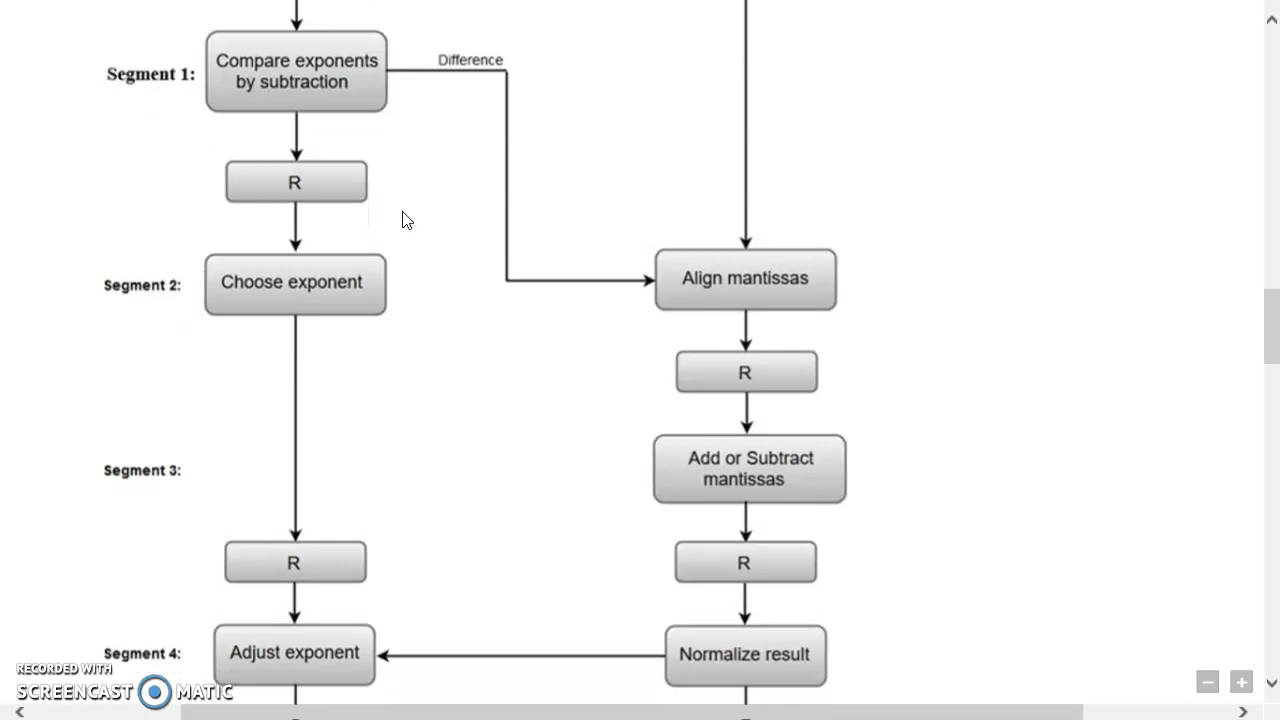 Difference
Segment 1:
Compare exponents
by subtraction
R
Segment 2:
Choose exponent
Align mantissas
R
Segment 3:
Add or Subtract
mantissas
R
R
Segment 4:
Adjust exponent
Normalize result
RECORDED WITH
SCREENCAST MATIC